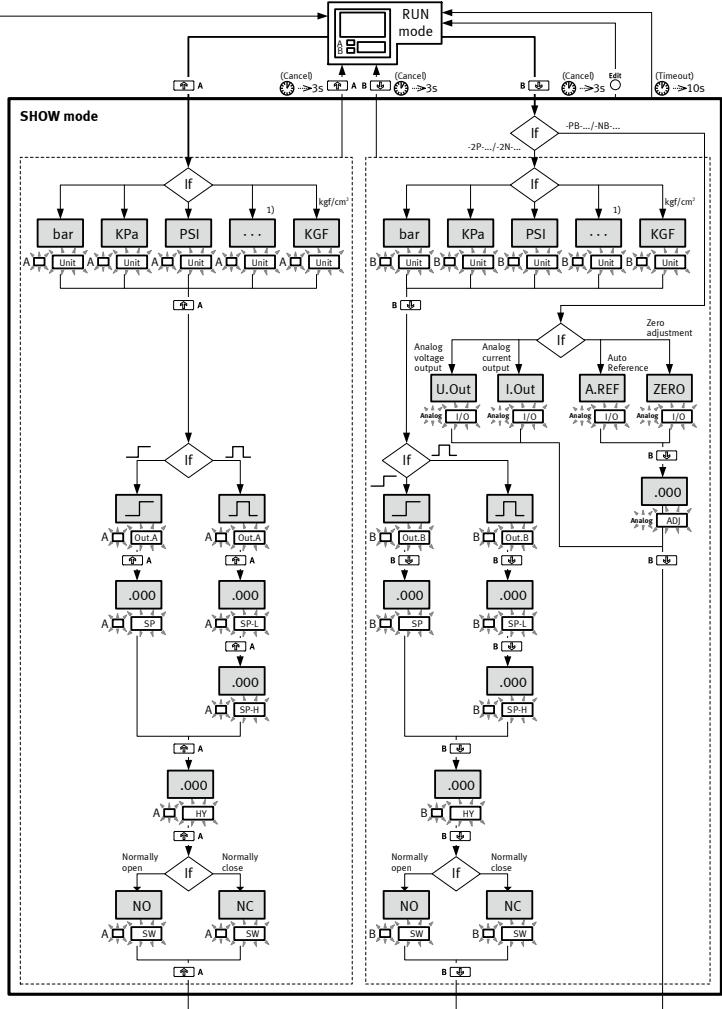 RUN
mode
A
B
A
(Cancel)
3s
A
B
(Cancel)
3s
B
(Cancel)
3s
Edit
(Timeout)
10s
SHOW mode
If
-PB-.../-NB-...
-2P-.../-2N-...
If
If
bar
KPa
PSI
1)
...
kgf/cm²
KGF
A
Unit
A
Unit
A
Unit
A
Unit
A
Unit
A
bar
KPa
PSI
1)
...
kgf/cm²
KGF
B
Unit
B
Unit
B
Unit
B
Unit
B
Unit
B
If
Analog
voltage
output
Analog
current
output
Auto
Reference
Zero
adjustment
U.Out
I.Out
A.REF
ZERO
Analog
I/O
Analog
I/O
Analog
I/O
Analog
I/O
B
.000
Analog
ADJ
B
If
A
Out.A
A
Out.A
A
A
.000
.000
A
SP
A
SP-L
A
.000
A
SP-H
A
.000
A
HY
A
Normally
open
If
Normally
close
NO
NC
A
SW
A
SW
A
If
B
Out.B
B
Out.B
B
B
.000
.000
B
SP
B
SP-L
B
.000
B
SP-H
B
.000
B
HY
B
Normally
open
If
Normally
close
NO
NC
B
SW
B
SW
B